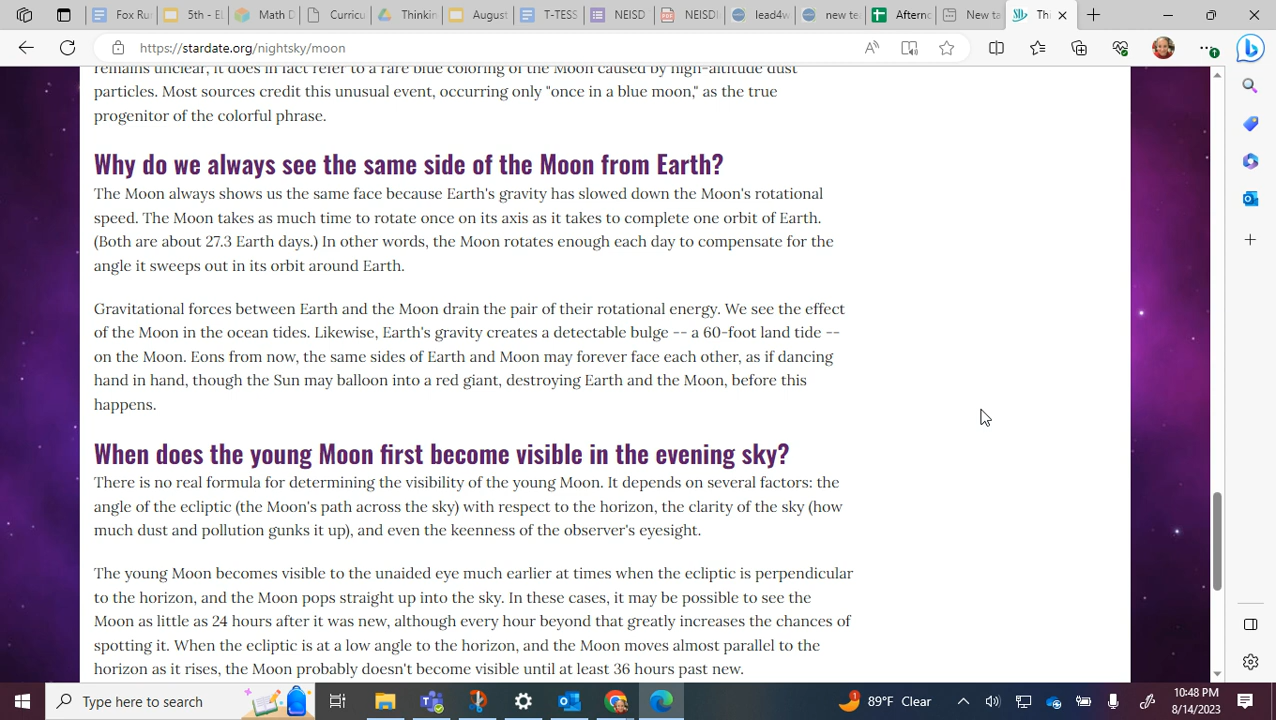 Fox Ru
5th - El
Math D
Curricu
Thinkin
August
T-TESS
NEISD
NEISD
lead4w
new te
Afterno
New ta
Thi
https://stardate.org/nightsky/moon
remains unclear, it does in fact refer to a rare blue coloring of the Moon caused by high-altitude dust
particles. Most sources credit this unusual event, occurring only "once in a blue moon," as the true
progenitor of the colorful phrase.
Why do we always see the same side of the Moon from Earth?
The Moon always shows us the same face because Earth's gravity has slowed down the Moon's rotational
speed. The Moon takes as much time to rotate once on its axis as it takes to complete one orbit of Earth.
(Both are about 27.3 Earth days.) In other words, the Moon rotates enough each day to compensate for the
angle it sweeps out in its orbit around Earth.
Gravitational forces between Earth and the Moon drain the pair of their rotational energy. We see the effect
of the Moon in the ocean tides. Likewise, Earth's gravity creates a detectable bulge -- a 60-foot land tide --
on the Moon. Eons from now, the same sides of Earth and Moon may forever face each other, as if dancing
hand in hand, though the Sun may balloon into a red giant, destroying Earth and the Moon, before this
happens.
When does the young Moon first become visible in the evening sky?
There is no real formula for determining the visibility of the young Moon. It depends on several factors: the
angle of the ecliptic (the Moon's path across the sky) with respect to the horizon, the clarity of the sky (how
much dust and pollution gunks it up), and even the keenness of the observer's eyesight.
The young Moon becomes visible to the unaided eye much earlier at times when the ecliptic is perpendicular
to the horizon, and the Moon pops straight up into the sky. In these cases, it may be possible to see the
Moon as little as 24 hours after it was new, although every hour beyond that greatly increases the chances of
spotting it. When the ecliptic is at a low angle to the horizon, and the Moon moves almost parallel to the
horizon as it rises, the Moon probably doesn't become visible until at least 36 hours past new.
Type here to search
1
89°F Clear
10:48 PM
8/14/2023